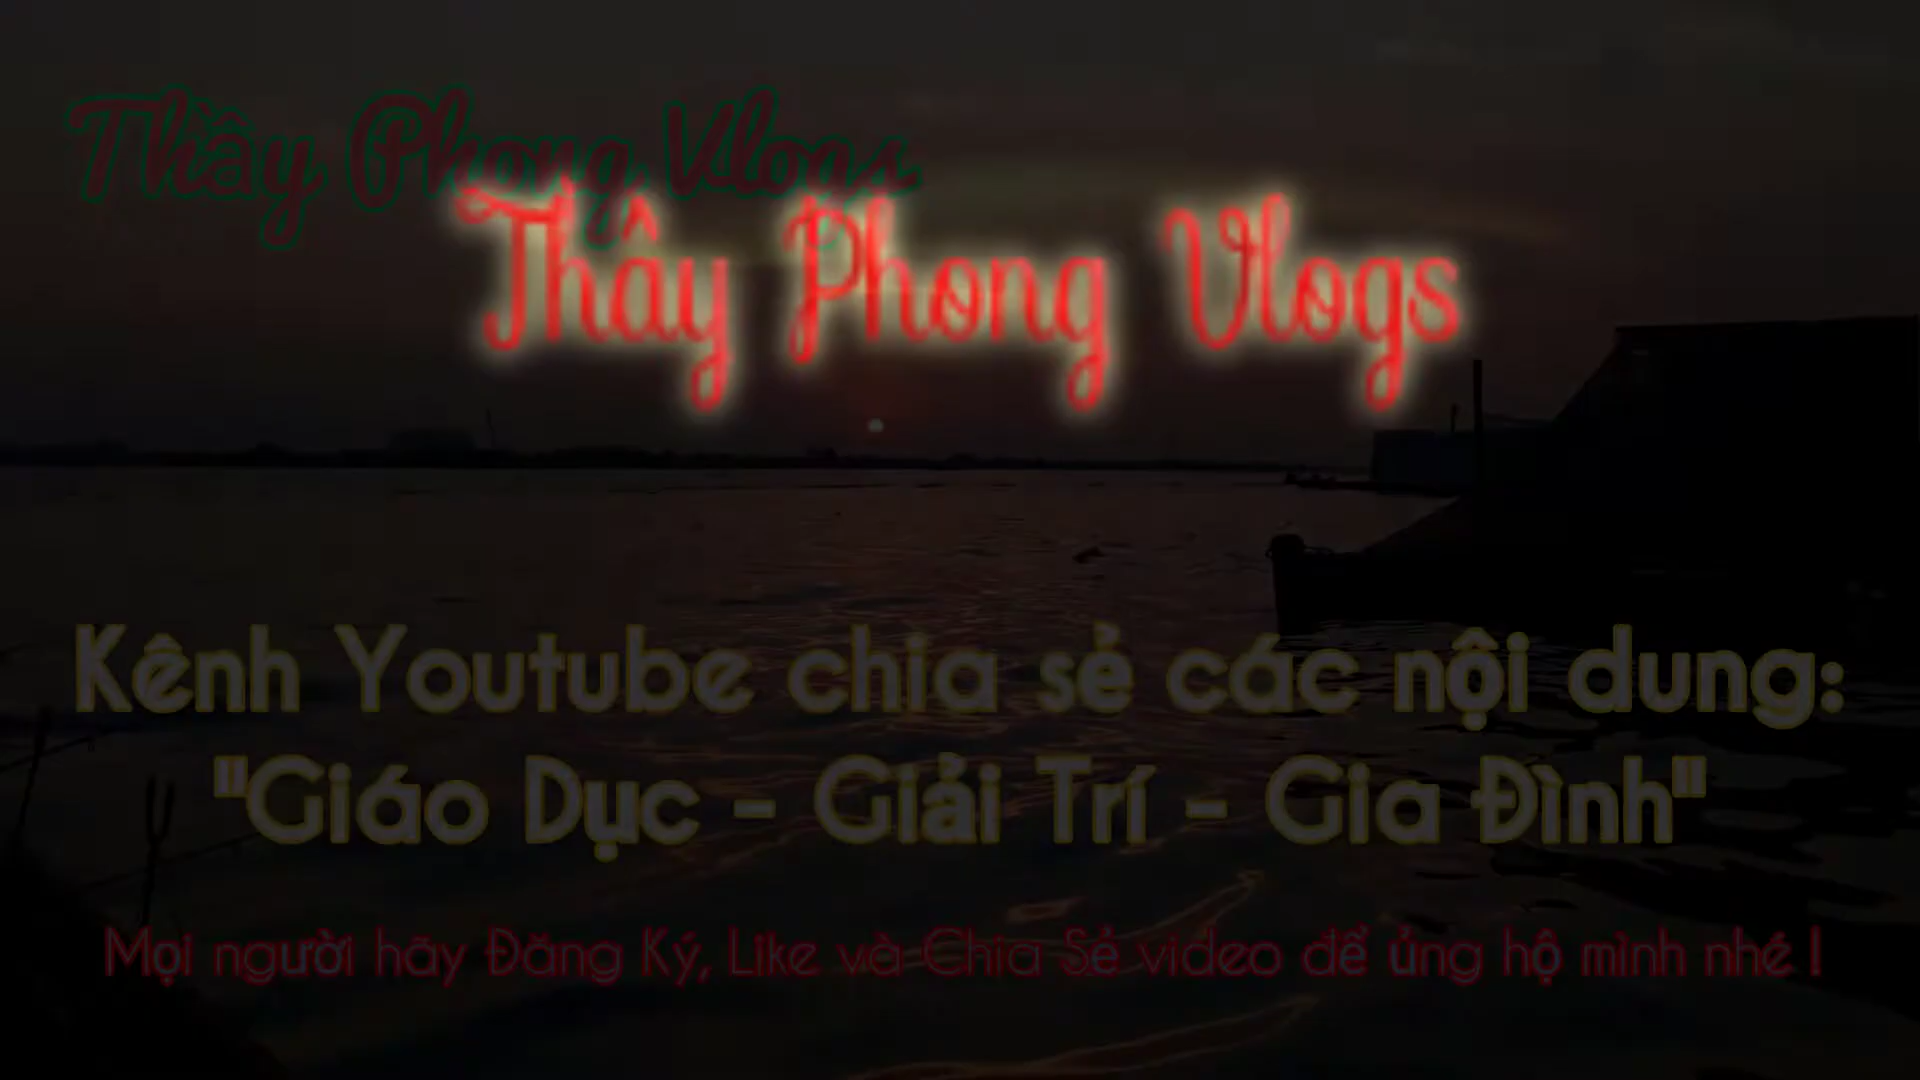 Thầy Phong Vlogs
Thây Phong Vlogs
Kênh Youtube chia sẻ các nội dung:
"Giáo Dục - Giải Trí - Gia Đình"
Mọi người hãy Đăng Ký, Like và Chia Sẻ video để ủng hộ mình nhé !